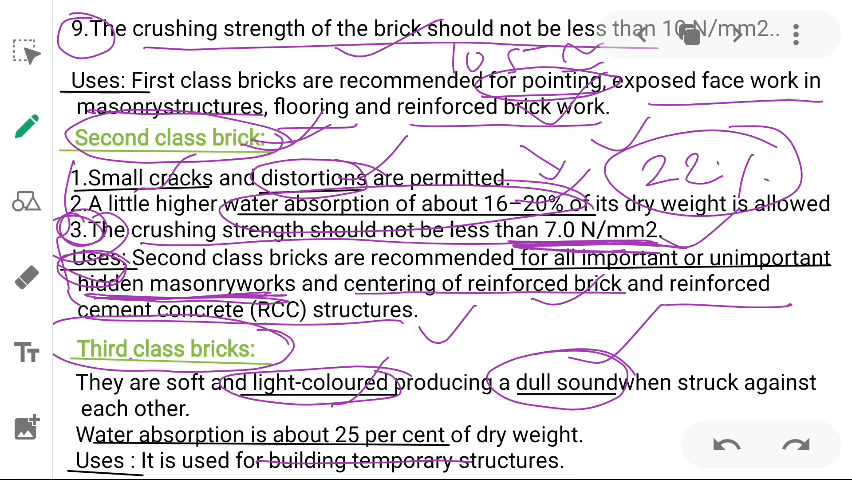 9.The crushing strength of the brick should not be less than 10 N/mm2..
Uses: First class bricks are recommended for pointing, exposed face work in
masonrystructures, flooring and reinforced brick work.
Second class brick:
1.Small cracks and distortions are permitted.
22%
2.A little higher water absorption of about 16–20% of its dry weight is allowed
3.The crushing strength should not be less than 7.0 N/mm2.
Uses: Second class bricks are recommended for all important or unimportant
hidden masonryworks and centering of reinforced brick and reinforced
cement concrete (RCC) structures.
Third class bricks:
They are soft and light-coloured producing a dull sound when struck against
each other.
Water absorption is about 25 per cent of dry weight.
Uses : It is used for building temporary structures.
Tт